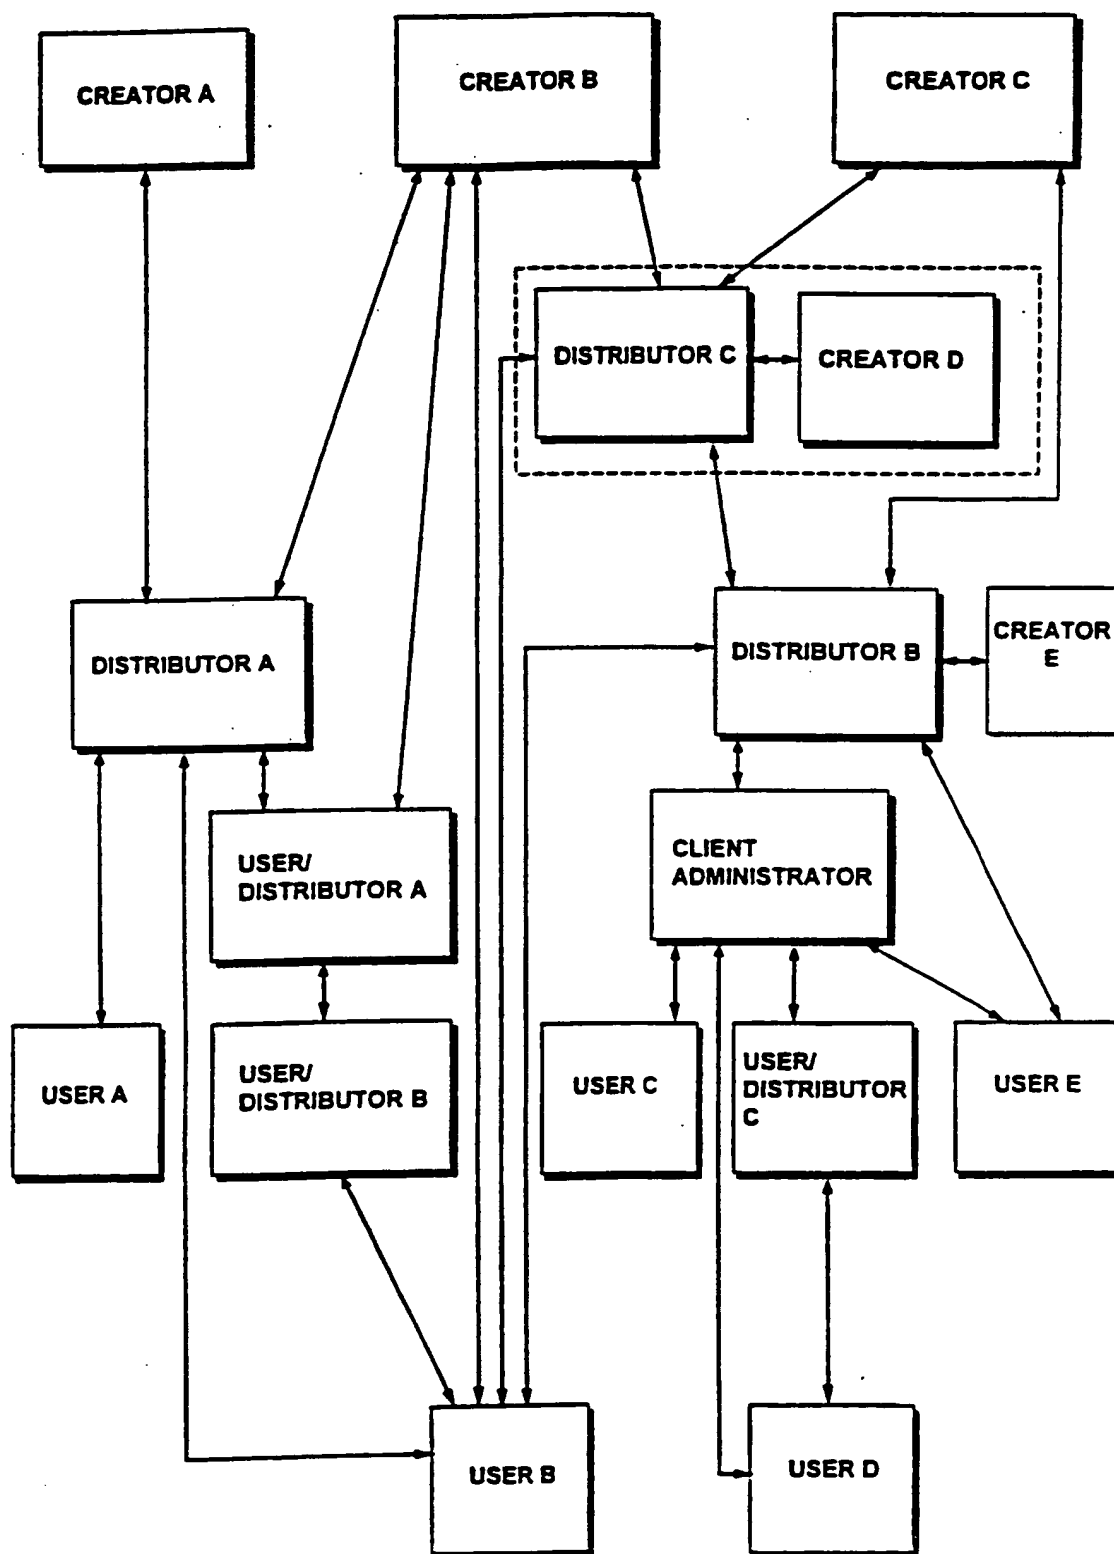 CREATOR A
CREATOR B
CREATOR C
DISTRIBUTOR C
CREATOR D
DISTRIBUTOR A
DISTRIBUTOR B
CREATOR
E
USER/
DISTRIBUTOR A
CLIENT
ADMINISTRATOR
USER A
USER/
DISTRIBUTOR B
USER C
USER/
DISTRIBUTOR
C
USER E
USER B
USER D